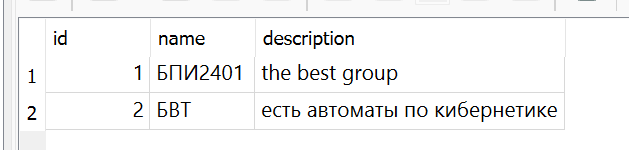 id name description
1 1 БПИ2401 the best group
2 2 БВТ есть автоматы по кибернетике